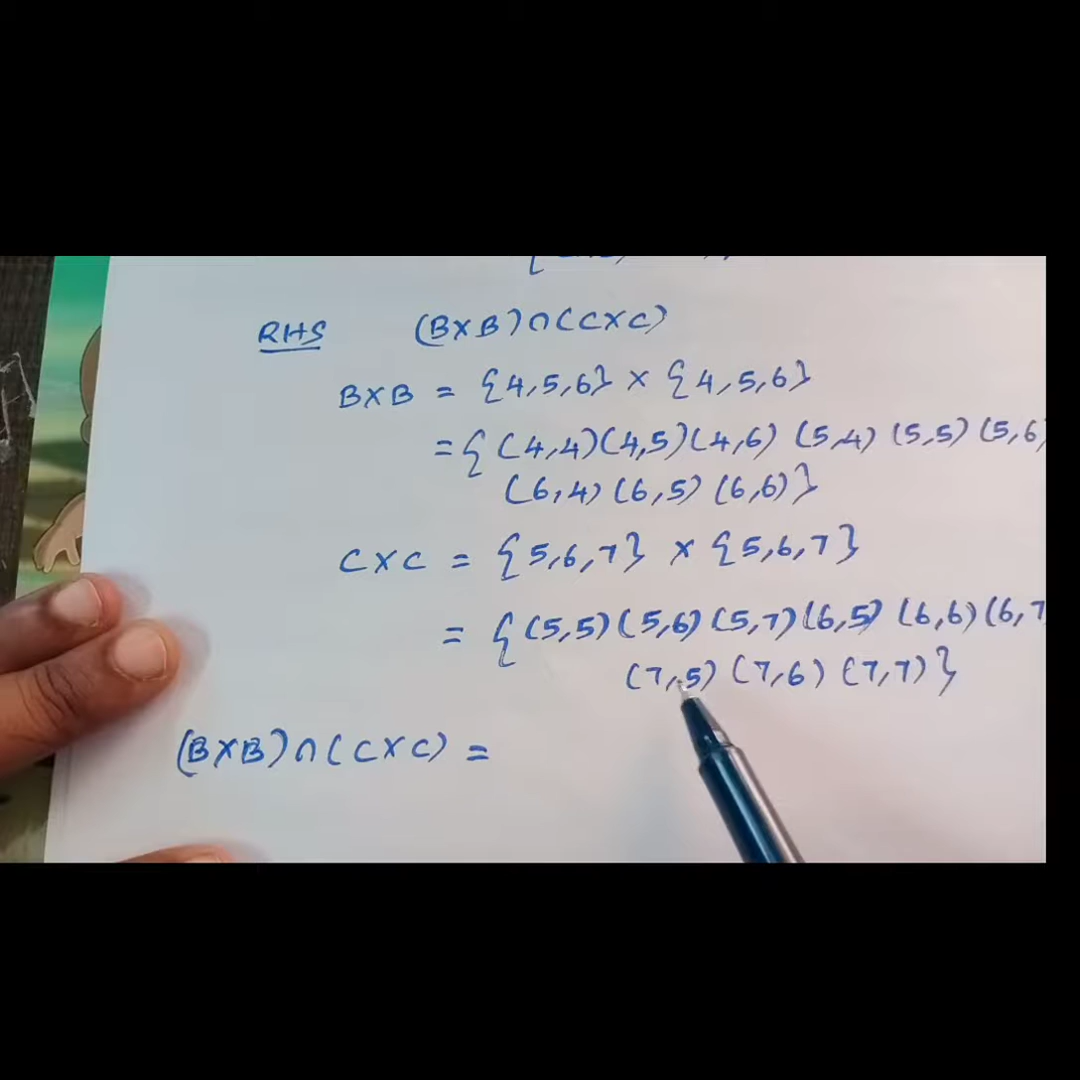 RHS (B×B)∩(C×C)
B×B = {4,5,6} × {4,5,6}
={(4,4)(4,5)(4,6) (5,4) (5,5) (5,6
(6,4) (6,5) (6,6)}
C×C = {5,6,7} × {5,6,7}
= {(5,5)(5,6)(5,7)(6,5) (6,6)(6,7
(7,5) (7,6) (7,7)}
(B×B)∩(C×C) =